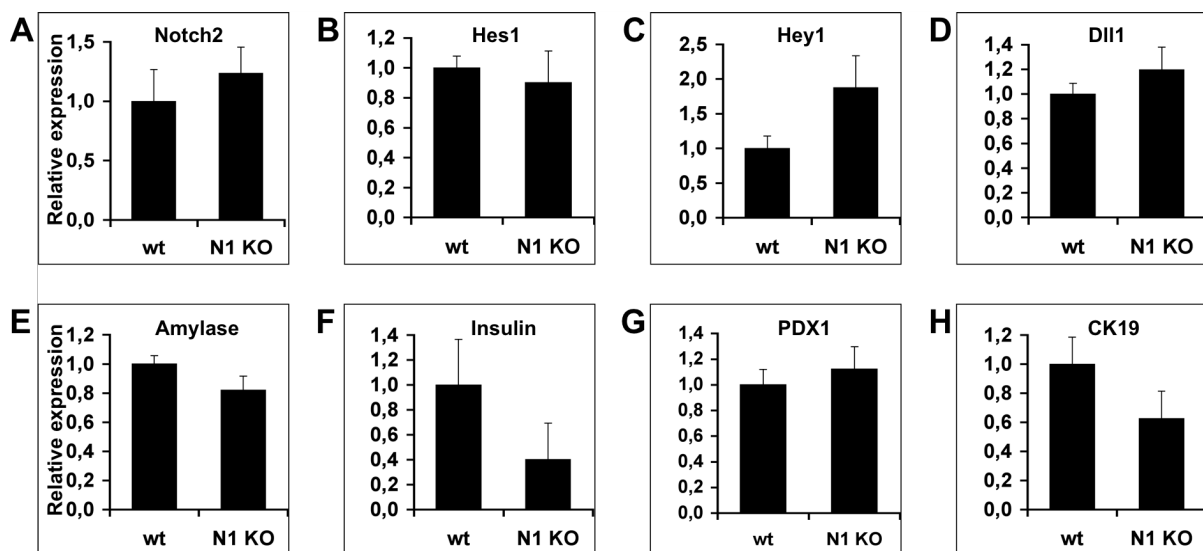 A
Notch2
Relative expression
1,5
1,0
0,5
0,0
wt N1 KO
B
Hes1
1,2
1,0
0,8
0,6
0,4
0,2
0,0
wt N1 KO
C
Hey1
2,5
2,0
1,5
1,0
0,5
0,0
wt N1 KO
D
Dll1
1,4
1,2
1,0
0,8
0,6
0,4
0,2
0,0
wt N1 KO
E
Amylase
Relative expression
1,2
1,0
0,8
0,6
0,4
0,2
0,0
wt N1 KO
F
Insulin
1,4
1,2
1,0
0,8
0,6
0,4
0,2
0,0
wt N1 KO
G
PDX1
1,4
1,2
1,0
0,8
0,6
0,4
0,2
0,0
wt N1 KO
H
CK19
1,2
1,0
0,8
0,6
0,4
0,2
0,0
wt N1 KO